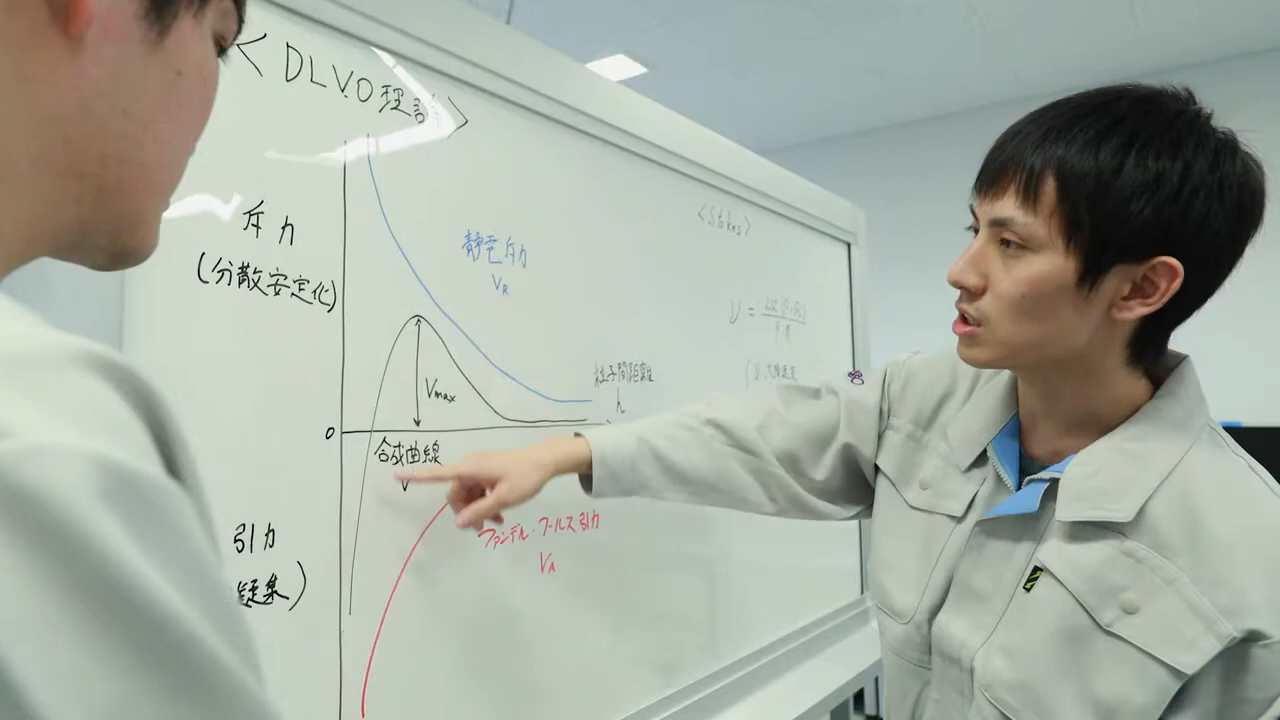 <DLVO理論>
斥力
(分散安定化)
静電斥力
VR
Vmax
粒子間距離
h
0
合成曲線
V
引力
凝集)
ファンデル・ワールス引力
VA
<Stokes>